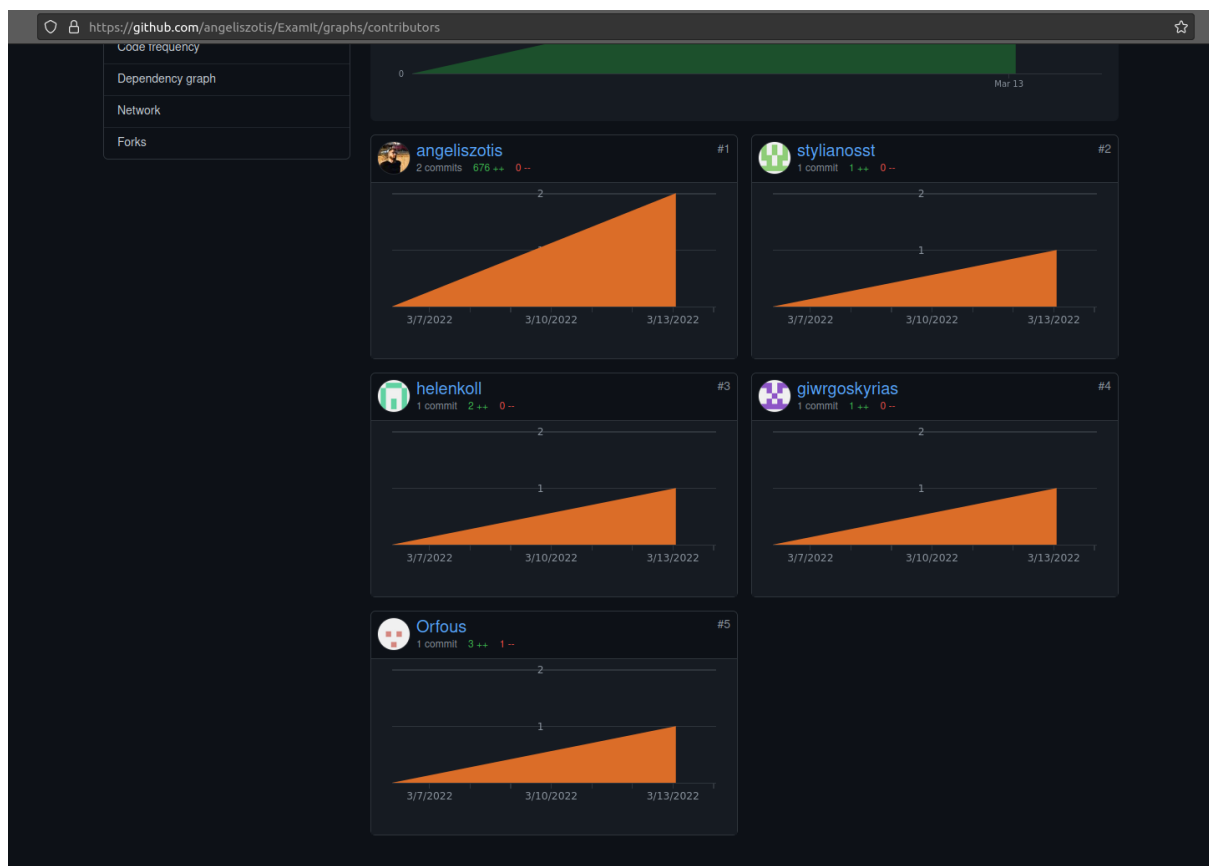 https://github.com/angeliszotis/ExamIt/graphs/contributors
Code frequency
Dependency graph
Network
Forks
0
Mar 13
angeliszotis #1
2 commits 676 ++ 0 --
2
3/7/2022 3/10/2022 3/13/2022
stylianosst #2
1 commit 1 ++ 0 --
2
1
3/7/2022 3/10/2022 3/13/2022
helenkoll #3
1 commit 2 ++ 0 --
2
1
3/7/2022 3/10/2022 3/13/2022
giwrgoskyrias #4
1 commit 1 ++ 0 --
2
1
3/7/2022 3/10/2022 3/13/2022
Orfous #5
1 commit 3 ++ 1 --
2
1
3/7/2022 3/10/2022 3/13/2022